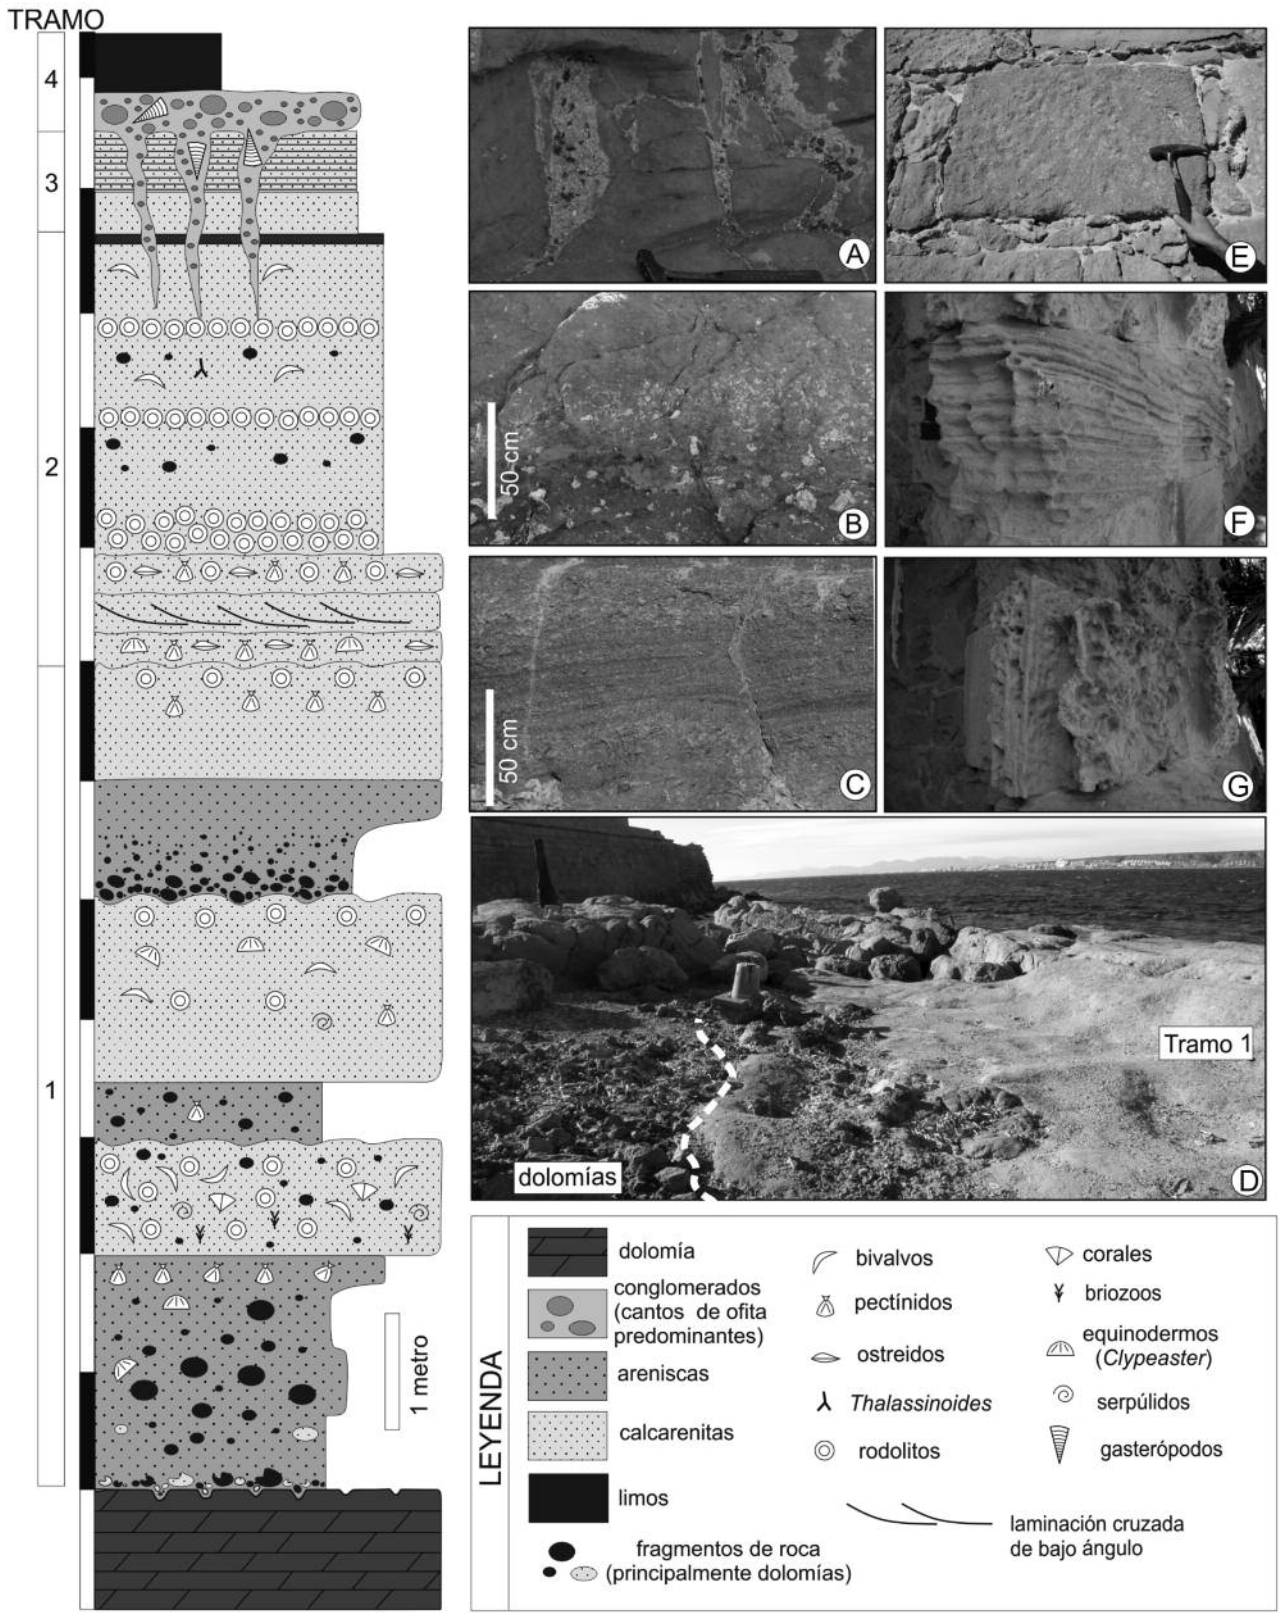 TRAMO
4
3
2
1
1 metro
A
E
50 cm
B
F
50 cm
C
G
Tramo 1
dolomías
D
LEYENDA
dolomía
conglomerados
(cantos de ofita
predominantes)
areniscas
calcarenitas
limos
fragmentos de roca
(principalmente dolomías)
bivalvos
pectínidos
ostreidos
Thalassinoides
rodolitos
corales
briozoos
equinodermos
(Clypeaster)
serpúlidos
gasterópodos
laminación cruzada
de bajo ángulo